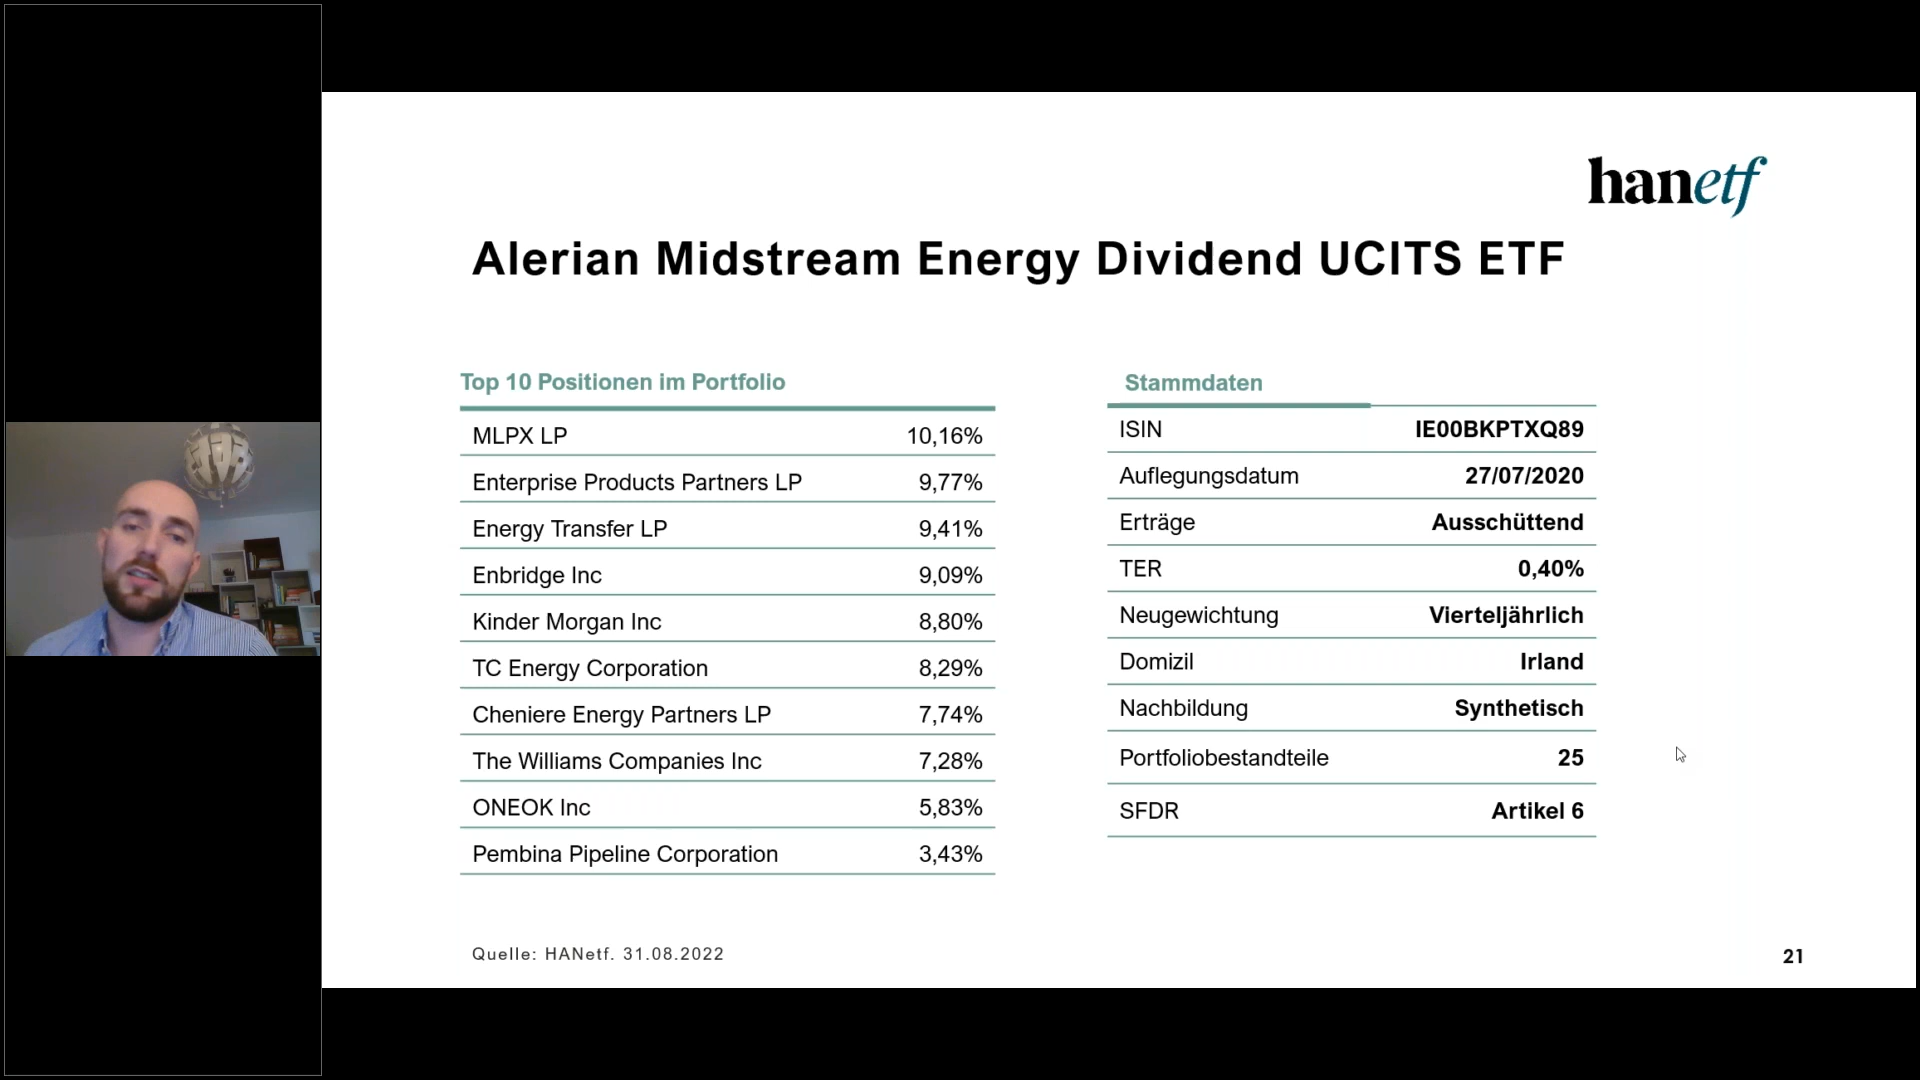 hanetf
Alerian Midstream Energy Dividend UCITS ETF
Top 10 Positionen im Portfolio
MLPX LP 10,16%
Enterprise Products Partners LP 9,77%
Energy Transfer LP 9,41%
Enbridge Inc 9,09%
Kinder Morgan Inc 8,80%
TC Energy Corporation 8,29%
Cheniere Energy Partners LP 7,74%
The Williams Companies Inc 7,28%
ONEOK Inc 5,83%
Pembina Pipeline Corporation 3,43%
Stammdaten
ISIN IE00BKPTXQ89
Auflegungsdatum 27/07/2020
Erträge Ausschüttend
TER 0,40%
Neugewichtung Vierteljährlich
Domizil Irland
Nachbildung Synthetisch
Portfoliobestandteile 25
SFDR Artikel 6
Quelle: HANetf. 31.08.2022
21